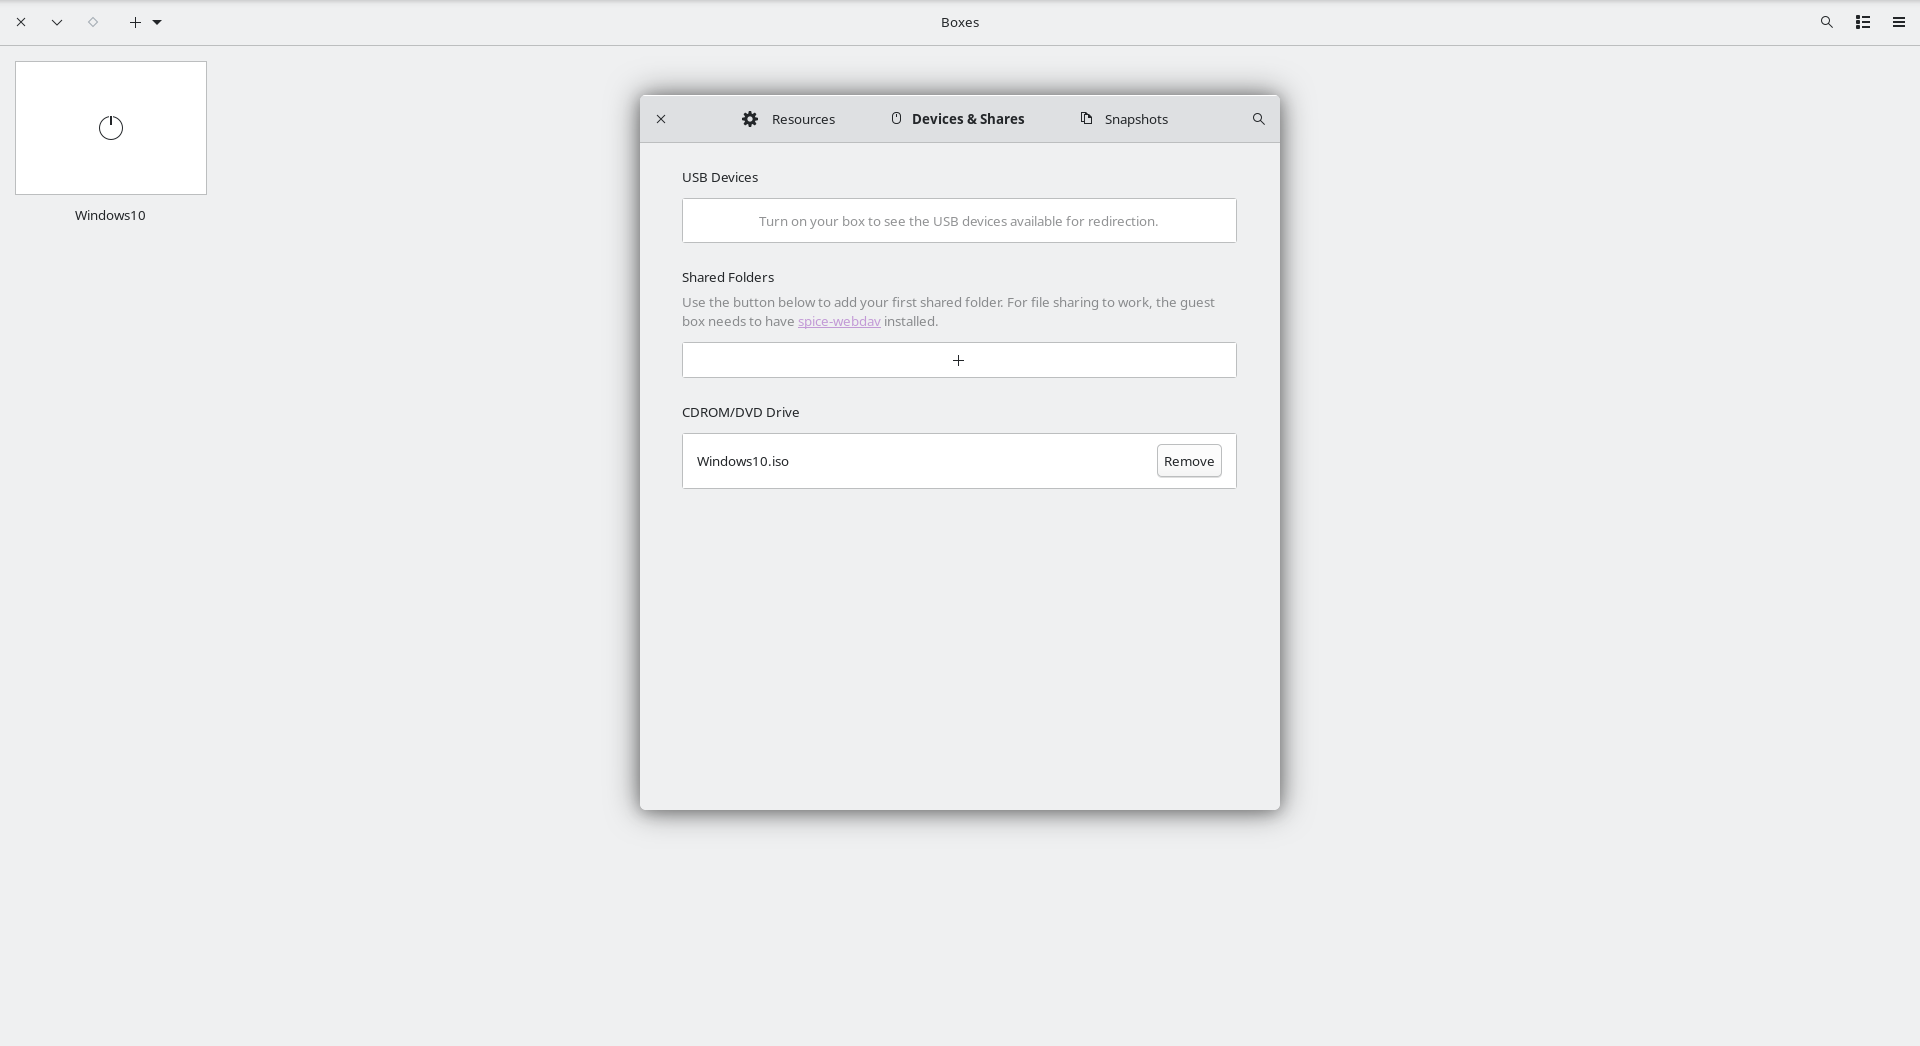 Boxes
Windows10
Resources
Devices & Shares
Snapshots
USB Devices
Turn on your box to see the USB devices available for redirection.
Shared Folders
Use the button below to add your first shared folder. For file sharing to work, the guest
box needs to have spice-webdav installed.
CDROM/DVD Drive
Windows10.iso
Remove